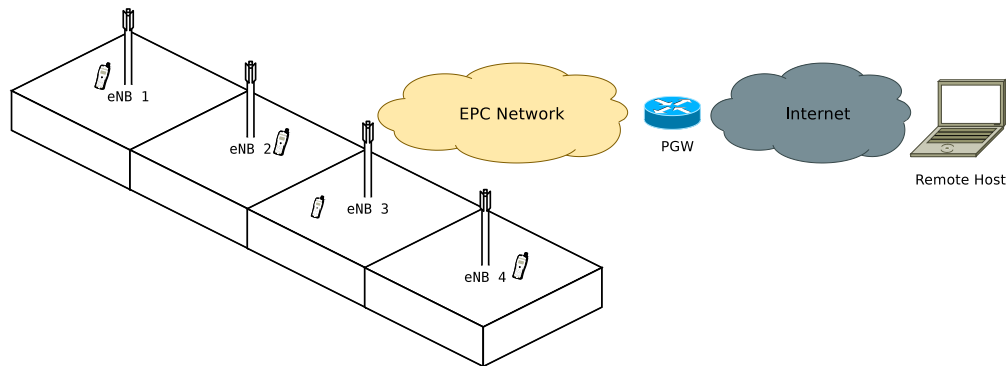 eNB 1
eNB 2
eNB 3
eNB 4
EPC Network
PGW
Internet
Remote Host